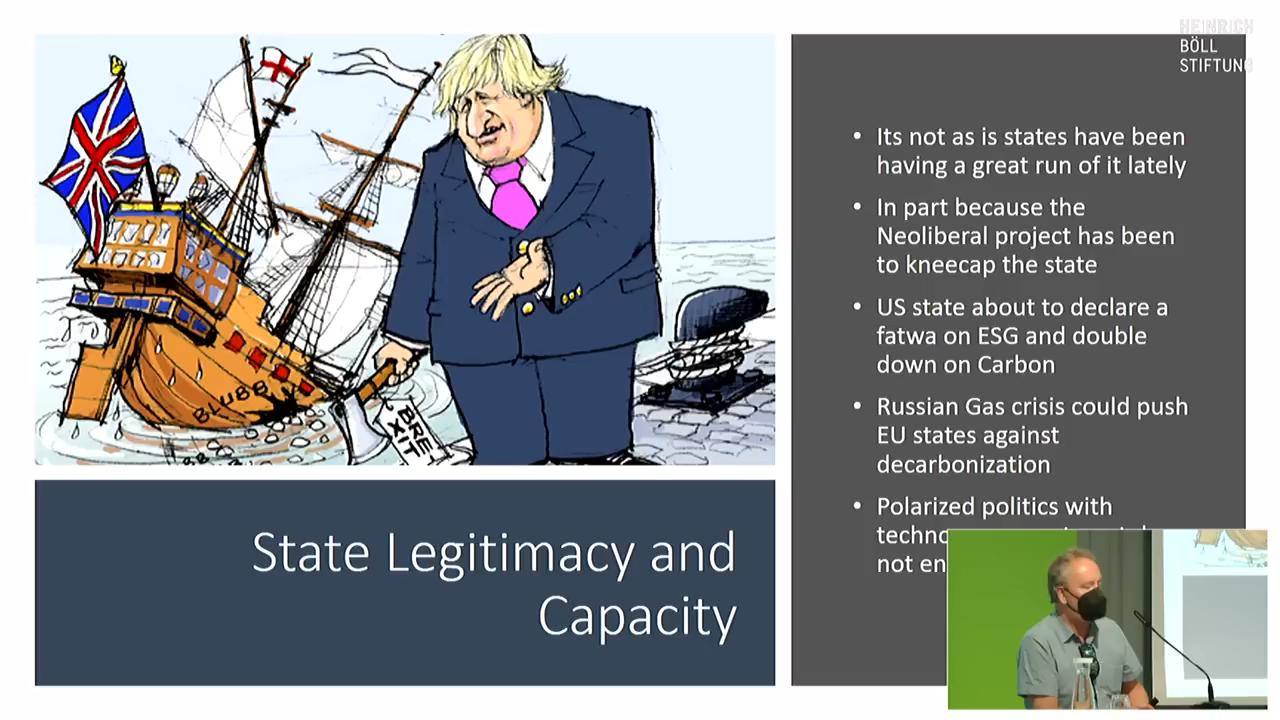 HEINRICH
BÖLL
STIFTUNG
BLUBB
BREXIT
State Legitimacy and
Capacity
• Its not as is states have been
having a great run of it lately
• In part because the
Neoliberal project has been
to kneecap the state
• US state about to declare a
fatwa on ESG and double
down on Carbon
• Russian Gas crisis could push
EU states against
decarbonization
• Polarized politics with
not